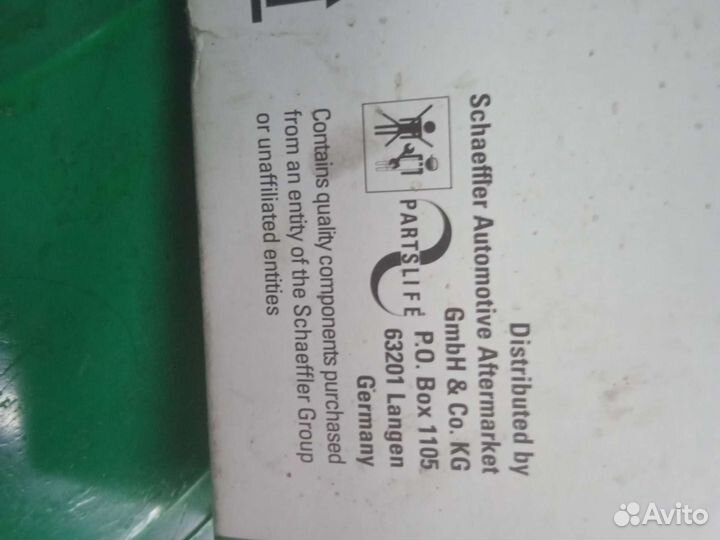 Distributed by
Schaeffler Automotive Aftermarket
GmbH & Co. KG
P.O. Box 1105
63201 Langen
Germany
PARTSLIFE
Contains quality components purchased
from an entity of the Schaeffler Group
or unaffiliated entities
Avito